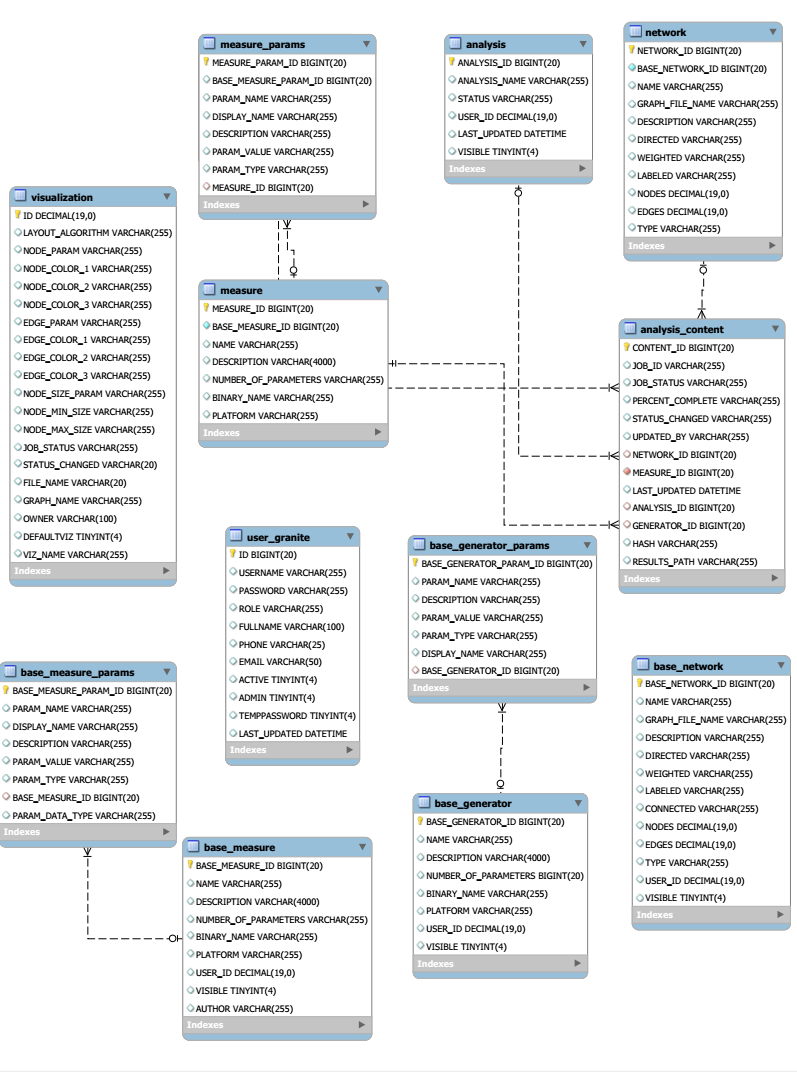 measure_params
MEASURE_PARAM_ID BIGINT(20)
BASE_MEASURE_PARAM_ID BIGINT(20)
PARAM_NAME VARCHAR(255)
DISPLAY_NAME VARCHAR(255)
DESCRIPTION VARCHAR(255)
PARAM_VALUE VARCHAR(255)
PARAM_TYPE VARCHAR(255)
MEASURE_ID BIGINT(20)
Indexes
analysis
ANALYSIS_ID BIGINT(20)
ANALYSIS_NAME VARCHAR(255)
STATUS VARCHAR(255)
USER_ID DECIMAL(19,0)
LAST_UPDATED DATETIME
VISIBLE TINYINT(4)
Indexes
network
NETWORK_ID BIGINT(20)
BASE_NETWORK_ID BIGINT(20)
NAME VARCHAR(255)
GRAPH_FILE_NAME VARCHAR(255)
DESCRIPTION VARCHAR(255)
DIRECTED VARCHAR(255)
WEIGHTED VARCHAR(255)
LABELED VARCHAR(255)
NODES DECIMAL(19,0)
EDGES DECIMAL(19,0)
TYPE VARCHAR(255)
Indexes
visualization
ID DECIMAL(19,0)
LAYOUT_ALGORITHM VARCHAR(255)
NODE_PARAM VARCHAR(255)
NODE_COLOR_1 VARCHAR(255)
NODE_COLOR_2 VARCHAR(255)
NODE_COLOR_3 VARCHAR(255)
EDGE_PARAM VARCHAR(255)
EDGE_COLOR_1 VARCHAR(255)
EDGE_COLOR_2 VARCHAR(255)
EDGE_COLOR_3 VARCHAR(255)
NODE_SIZE_PARAM VARCHAR(255)
NODE_MIN_SIZE VARCHAR(255)
NODE_MAX_SIZE VARCHAR(255)
JOB_STATUS VARCHAR(255)
STATUS_CHANGED VARCHAR(20)
FILE_NAME VARCHAR(20)
GRAPH_NAME VARCHAR(255)
OWNER VARCHAR(100)
DEFAULTVIZ TINYINT(4)
VIZ_NAME VARCHAR(255)
Indexes
measure
MEASURE_ID BIGINT(20)
BASE_MEASURE_ID BIGINT(20)
NAME VARCHAR(255)
DESCRIPTION VARCHAR(4000)
NUMBER_OF_PARAMETERS VARCHAR(255)
BINARY_NAME VARCHAR(255)
PLATFORM VARCHAR(255)
Indexes
analysis_content
CONTENT_ID BIGINT(20)
JOB_ID VARCHAR(255)
JOB_STATUS VARCHAR(255)
PERCENT_COMPLETE VARCHAR(255)
STATUS_CHANGED VARCHAR(255)
UPDATED_BY VARCHAR(255)
NETWORK_ID BIGINT(20)
MEASURE_ID BIGINT(20)
LAST_UPDATED DATETIME
ANALYSIS_ID BIGINT(20)
GENERATOR_ID BIGINT(20)
HASH VARCHAR(255)
RESULTS_PATH VARCHAR(255)
Indexes
user_granite
ID BIGINT(20)
USERNAME VARCHAR(255)
PASSWORD VARCHAR(255)
ROLE VARCHAR(255)
FULLNAME VARCHAR(100)
PHONE VARCHAR(25)
EMAIL VARCHAR(50)
ACTIVE TINYINT(4)
ADMIN TINYINT(4)
TEMPPASSWORD TINYINT(4)
LAST_UPDATED DATETIME
Indexes
base_generator_params
BASE_GENERATOR_PARAM_ID BIGINT(20)
PARAM_NAME VARCHAR(255)
DESCRIPTION VARCHAR(255)
PARAM_VALUE VARCHAR(255)
PARAM_TYPE VARCHAR(255)
DISPLAY_NAME VARCHAR(255)
BASE_GENERATOR_ID BIGINT(20)
Indexes
base_measure_params
BASE_MEASURE_PARAM_ID BIGINT(20)
PARAM_NAME VARCHAR(255)
DISPLAY_NAME VARCHAR(255)
DESCRIPTION VARCHAR(255)
PARAM_VALUE VARCHAR(255)
PARAM_TYPE VARCHAR(255)
BASE_MEASURE_ID BIGINT(20)
PARAM_DATA_TYPE VARCHAR(255)
Indexes
base_network
BASE_NETWORK_ID BIGINT(20)
NAME VARCHAR(255)
GRAPH_FILE_NAME VARCHAR(255)
DESCRIPTION VARCHAR(255)
DIRECTED VARCHAR(255)
WEIGHTED VARCHAR(255)
LABELED VARCHAR(255)
CONNECTED VARCHAR(255)
NODES DECIMAL(19,0)
EDGES DECIMAL(19,0)
TYPE VARCHAR(255)
USER_ID DECIMAL(19,0)
VISIBLE TINYINT(4)
Indexes
base_generator
BASE_GENERATOR_ID BIGINT(20)
NAME VARCHAR(255)
DESCRIPTION VARCHAR(4000)
NUMBER_OF_PARAMETERS BIGINT(20)
BINARY_NAME VARCHAR(255)
PLATFORM VARCHAR(255)
USER_ID DECIMAL(19,0)
VISIBLE TINYINT(4)
Indexes
base_measure
BASE_MEASURE_ID BIGINT(20)
NAME VARCHAR(255)
DESCRIPTION VARCHAR(4000)
NUMBER_OF_PARAMETERS VARCHAR(255)
BINARY_NAME VARCHAR(255)
PLATFORM VARCHAR(255)
USER_ID DECIMAL(19,0)
VISIBLE TINYINT(4)
AUTHOR VARCHAR(255)
Indexes